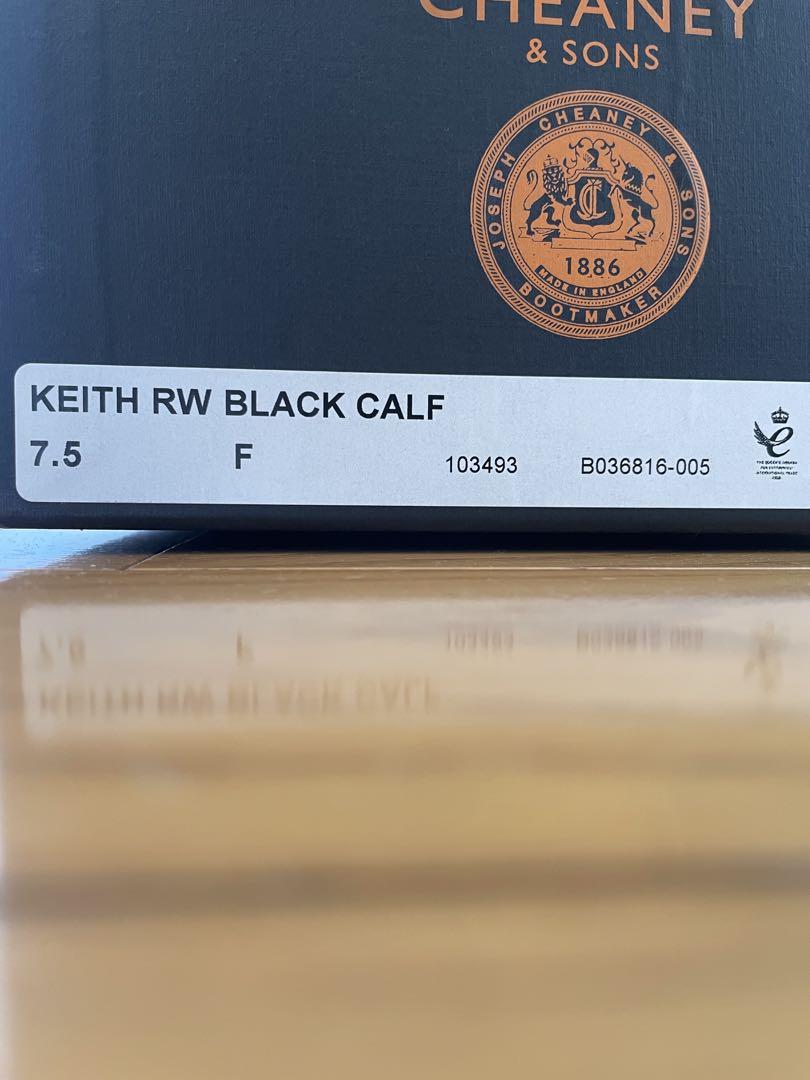 CHEANEY
& SONS
JOSEPH CHEANEY & SONS
JC
1886
MADE IN ENGLAND
BOOTMAKER
KEITH RW BLACK CALF
7.5 F 103493 B036816-005